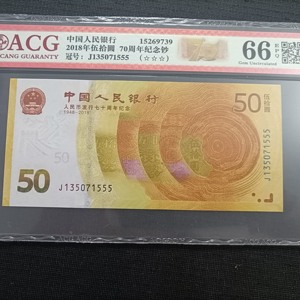 ACG
CANG GUARANTY
中国人民银行 15269739
2018年伍拾圆 70周年纪念钞
冠号: J135071555 (☆☆☆)
66 EPQ
Gem Uncirculated
中国人民银行
人民币发行七十周年纪念
1948-2018
50
伍拾圆
50
J135071555
50